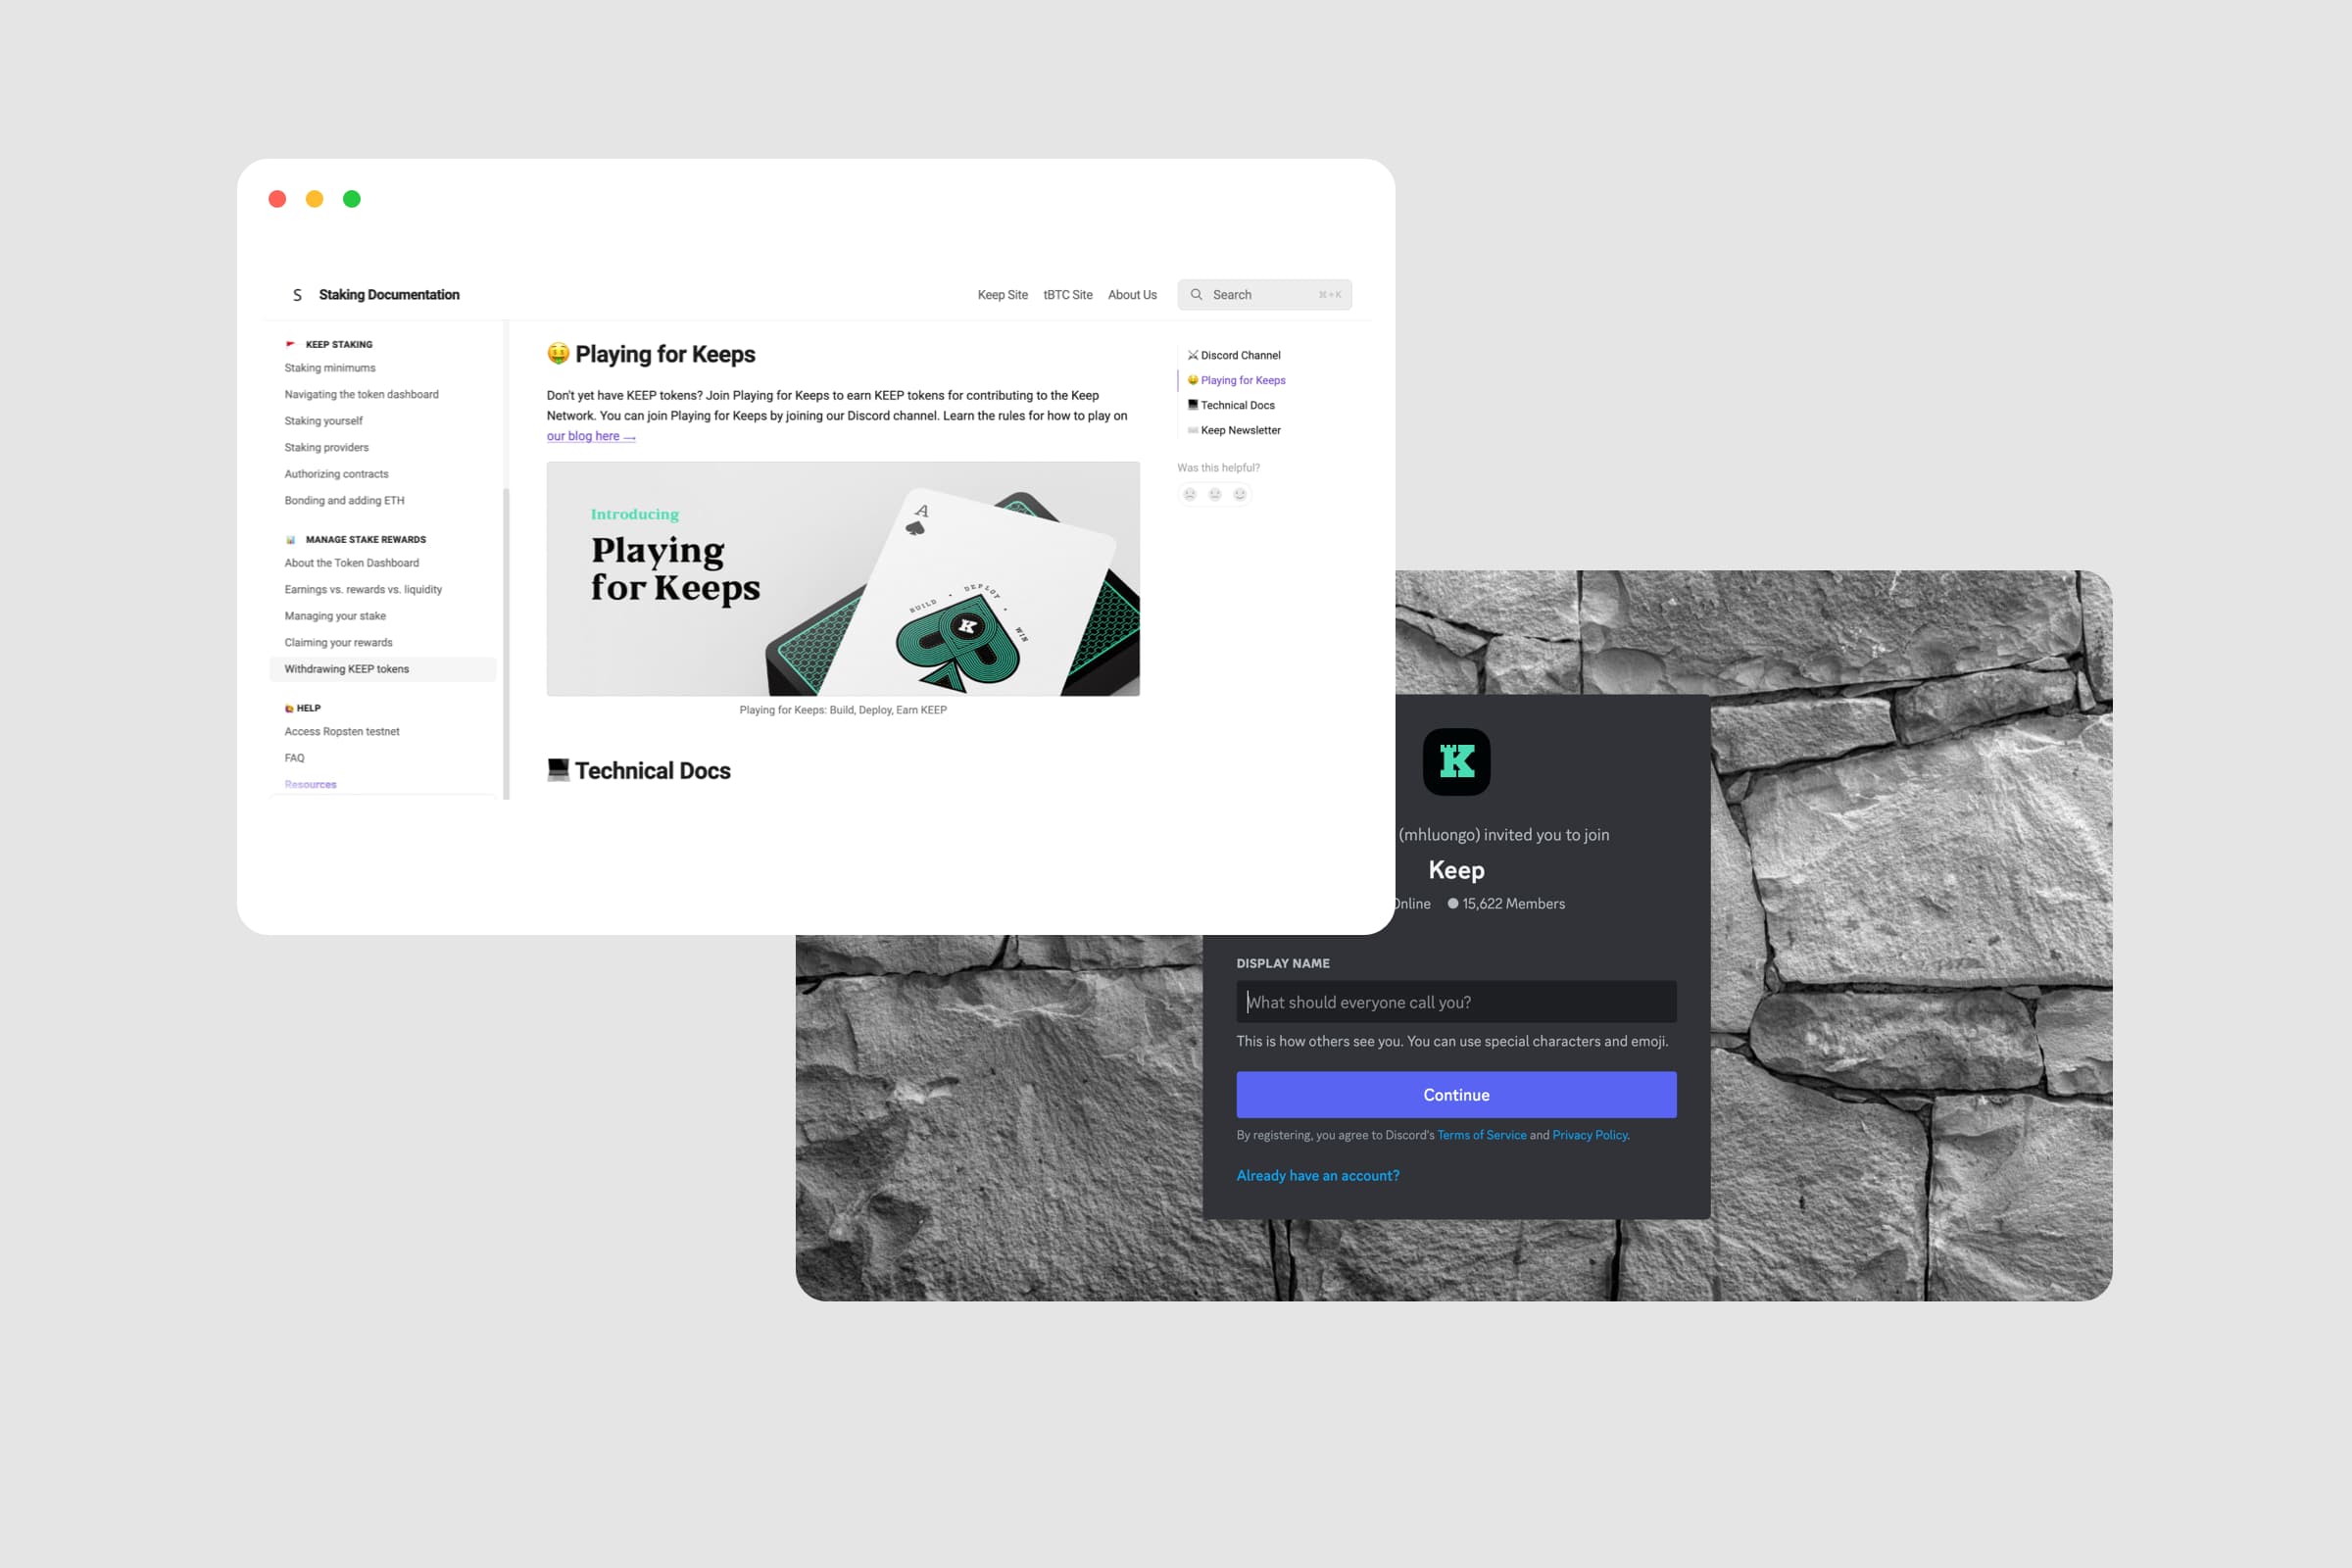 S Staking Documentation
Keep Site tBTC Site About Us
Search ⌘+K
KEEP STAKING
Staking minimums
Navigating the token dashboard
Staking yourself
Staking providers
Authorizing contracts
Bonding and adding ETH
MANAGE STAKE REWARDS
About the Token Dashboard
Earnings vs. rewards vs. liquidity
Managing your stake
Claiming your rewards
Withdrawing KEEP tokens
HELP
Access Ropsten testnet
FAQ
Resources
🤑 Playing for Keeps
Don't yet have KEEP tokens? Join Playing for Keeps to earn KEEP tokens for contributing to the Keep
Network. You can join Playing for Keeps by joining our Discord channel. Learn the rules for how to play on
our blog here →
Introducing
Playing
for Keeps
A
BUILD • DEPLOY • WIN
K
Playing for Keeps: Build, Deploy, Earn KEEP
💻 Technical Docs
⚔ Discord Channel
🤑 Playing for Keeps
💻 Technical Docs
Keep Newsletter
Was this helpful?
K
(mhluongo) invited you to join
Keep
Online 15,622 Members
DISPLAY NAME
What should everyone call you?
This is how others see you. You can use special characters and emoji.
Continue
By registering, you agree to Discord's Terms of Service and Privacy Policy.
Already have an account?